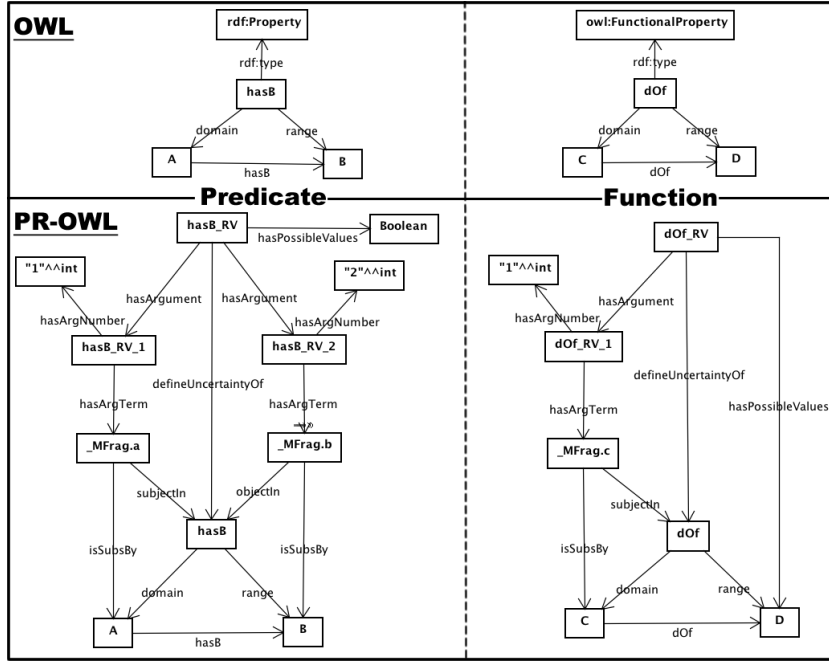 OWL
rdf:Property
owl:FunctionalProperty
rdf:type
rdf:type
hasB
dOf
domain
range
domain
range
A
B
C
D
hasB
dOf
Predicate
Function
PR-OWL
hasB_RV
Boolean
dOf_RV
hasPossibleValues
"1"^^int
"2"^^int
"1"^^int
hasArgument
hasArgument
hasArgument
hasArgNumber
hasArgNumber
hasArgNumber
hasB_RV_1
hasB_RV_2
dOf_RV_1
defineUncertaintyOf
defineUncertaintyOf
hasArgTerm
hasArgTerm
hasArgTerm
hasPossibleValues
_MFrag.a
_MFrag.b
_MFrag.c
subjectIn
objectIn
subjectIn
hasB
dOf
isSubsBy
isSubsBy
isSubsBy
domain
range
domain
range
A
B
C
D
hasB
dOf